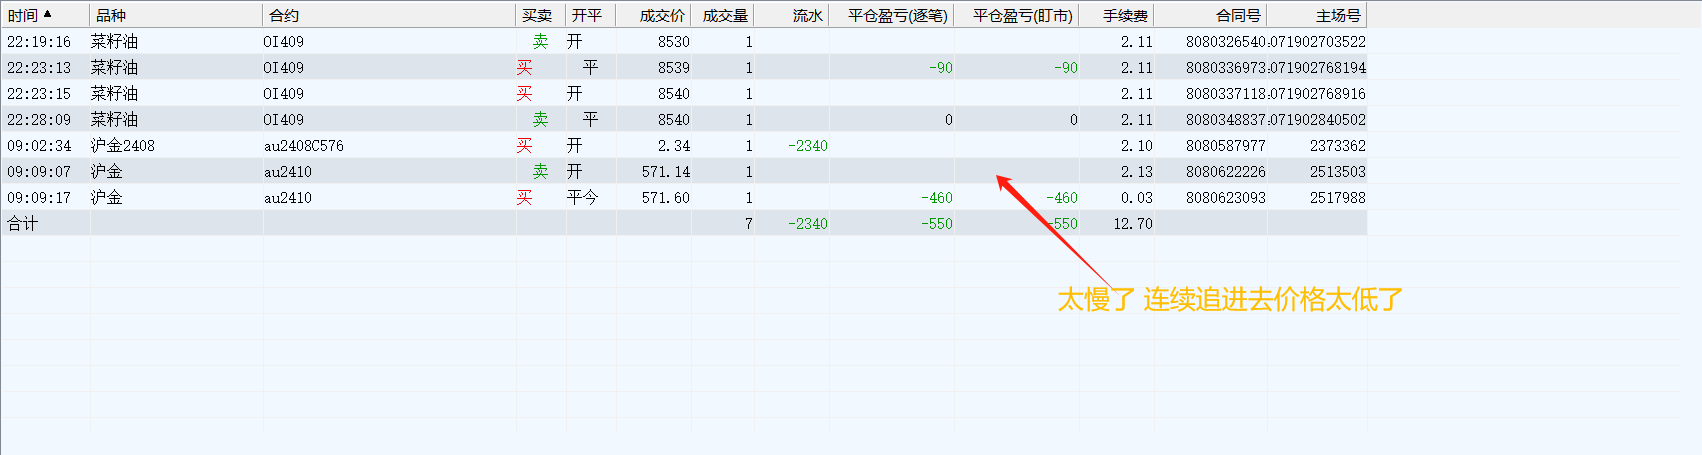 时间 品种 合约 买卖 开平 成交价 成交量 流水 平仓盈亏(逐笔) 平仓盈亏(盯市) 手续费 合同号 主场号
22:19:16 菜籽油 OI409 卖 开 8530 1 2.11 8080326540 071902703522
22:23:13 菜籽油 OI409 买 平 8539 1 -90 -90 2.11 8080336973 071902768194
22:23:15 菜籽油 OI409 买 开 8540 1 2.11 8080337118 071902768916
22:28:09 菜籽油 OI409 卖 平 8540 1 0 0 2.11 8080348837 071902840502
09:02:34 沪金2408 au2408C576 买 开 2.34 1 -2340 2.10 8080587977 2373362
09:09:07 沪金 au2410 卖 开 571.14 1 2.13 8080622226 2513503
09:09:17 沪金 au2410 买 平今 571.60 1 -460 -460 0.03 8080623093 2517988
合计 7 -2340 -550 -550 12.70
太慢了 连续追进去价格太低了